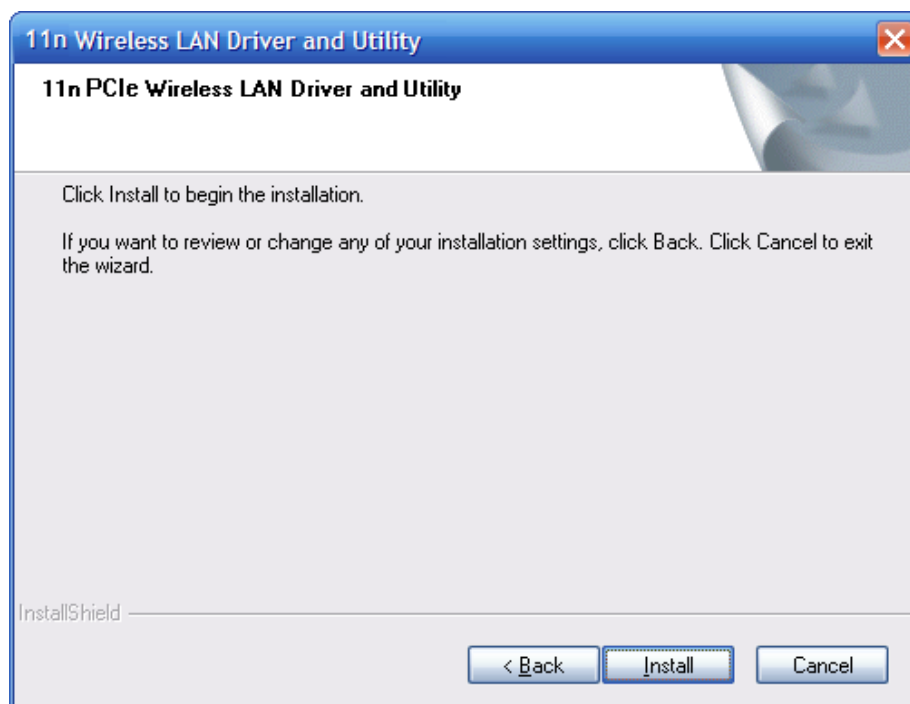 11n Wireless LAN Driver and Utility
11n PCIe Wireless LAN Driver and Utility
Click Install to begin the installation.
If you want to review or change any of your installation settings, click Back. Click Cancel to exit
the wizard.
InstallShield
< Back Install Cancel